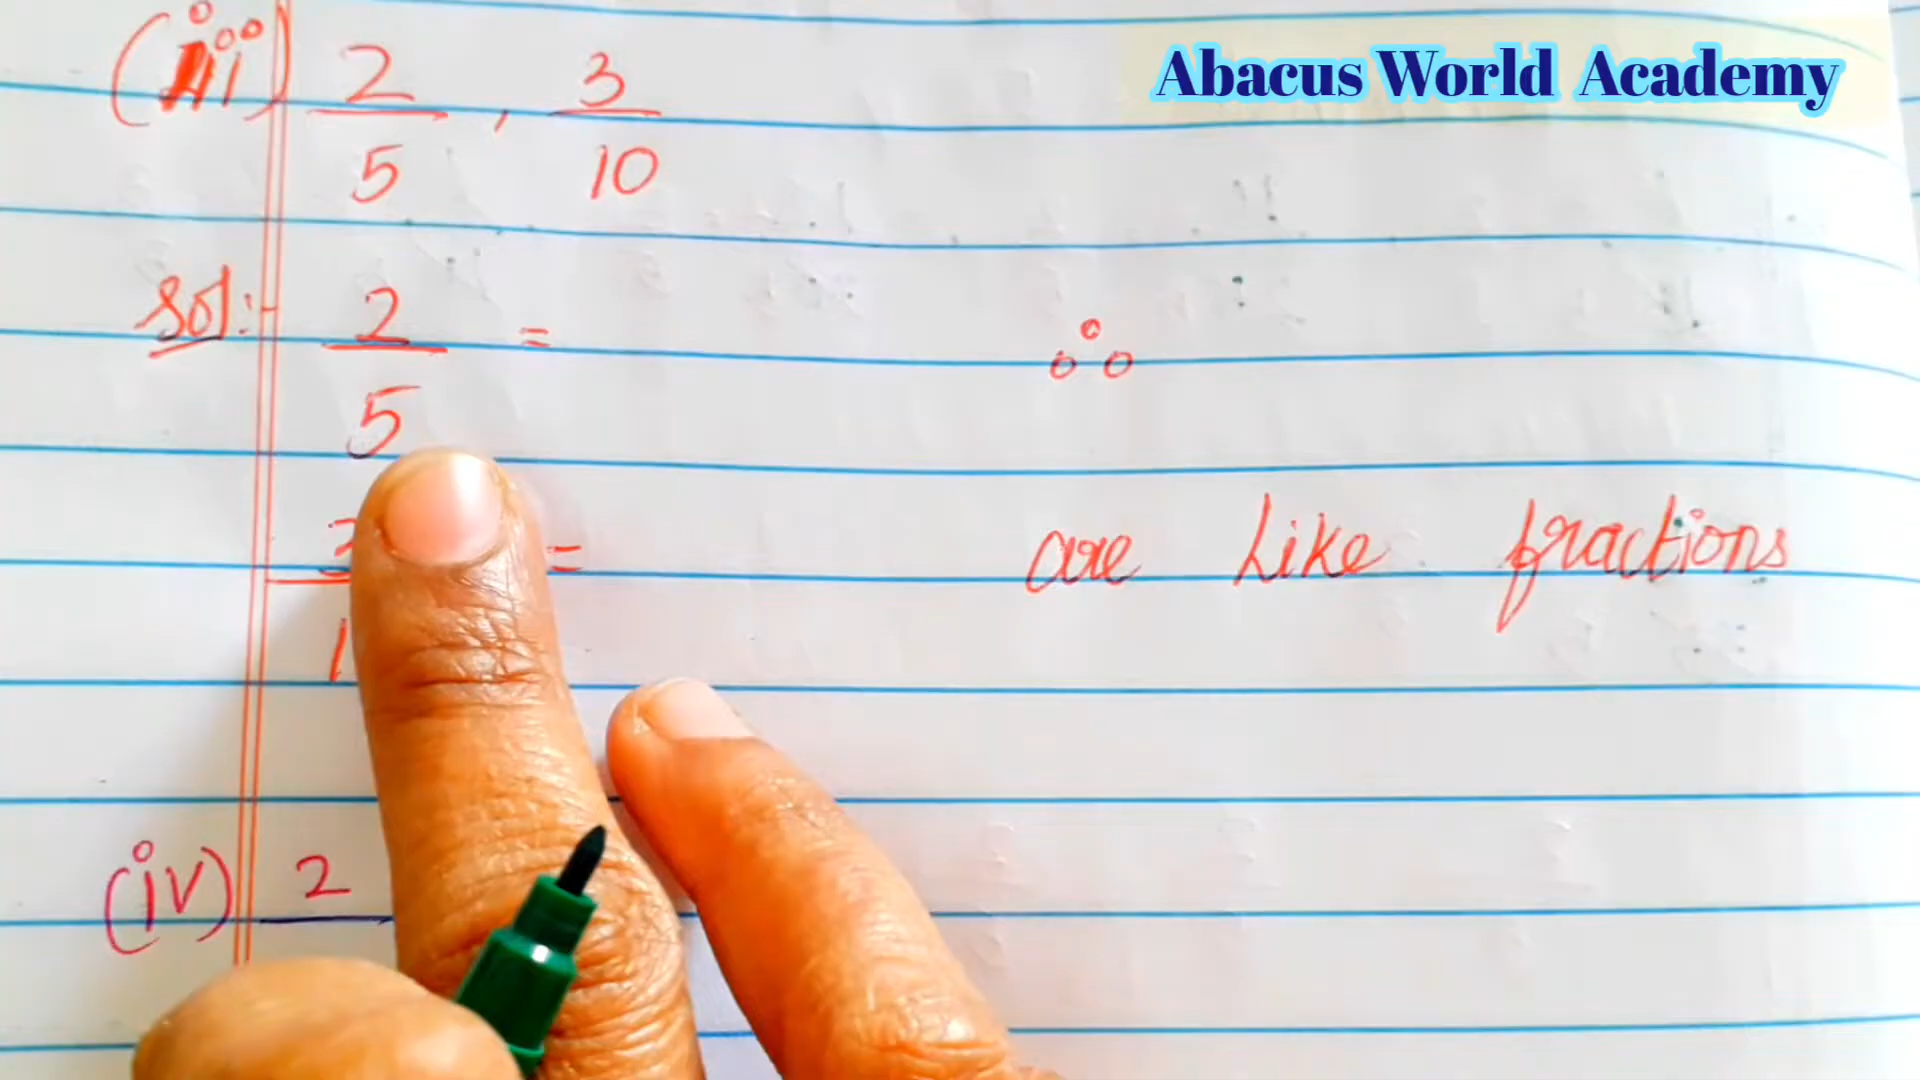 Abacus World Academy
(iii) 2/5 , 3/10
Sol:- 2/5 =
∴
=
are Like fractions
(iv) 2